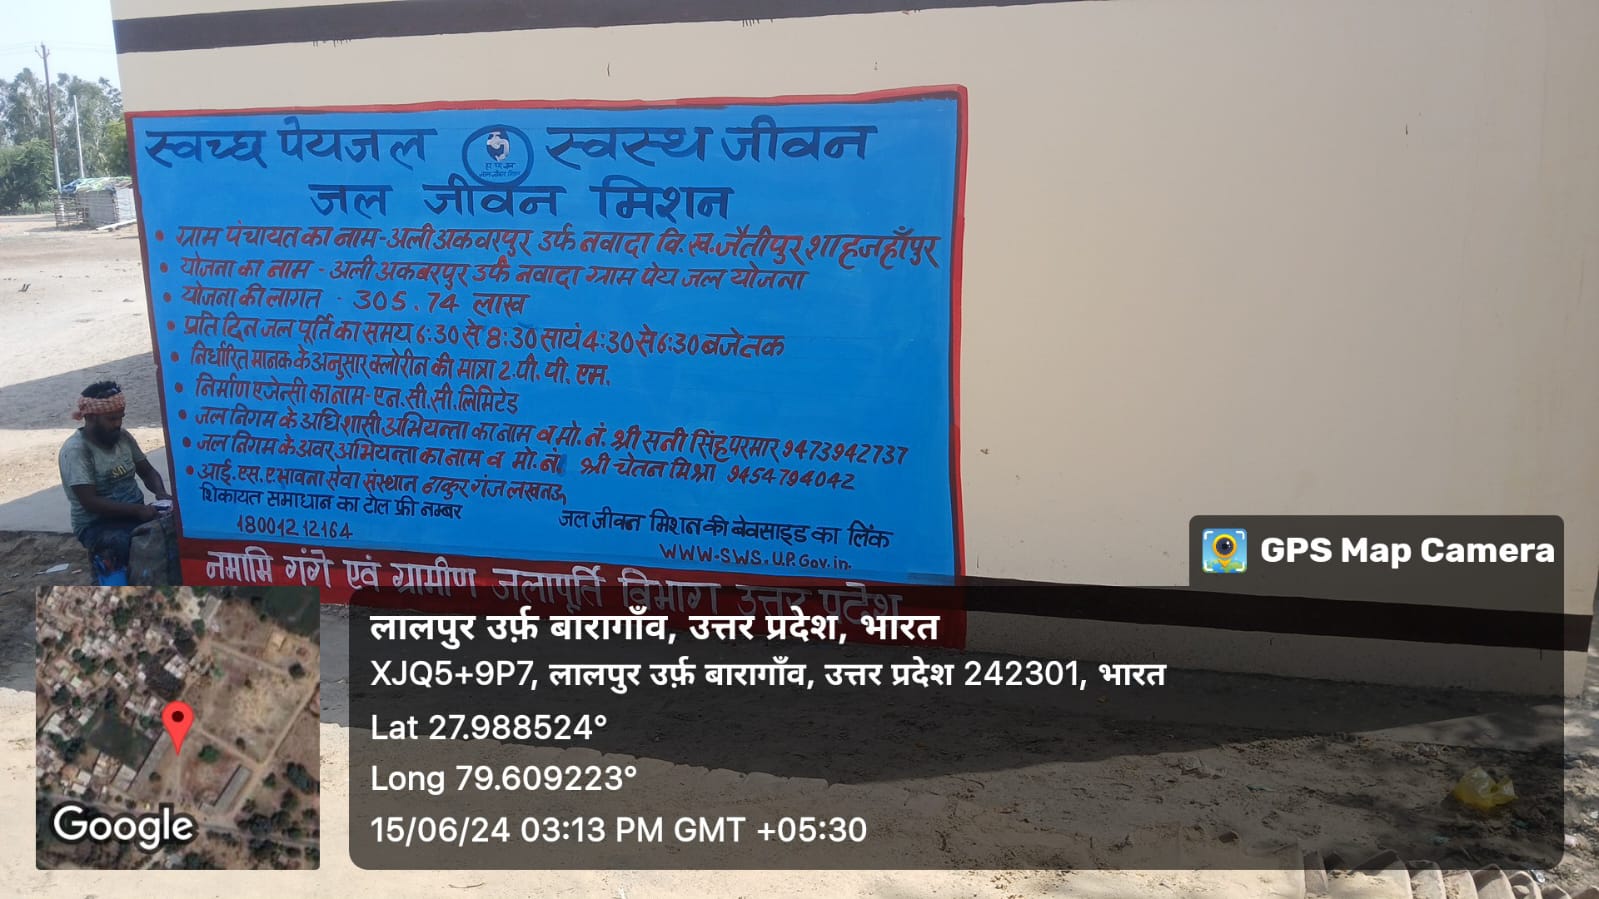 स्वच्छ पेयजल स्वस्थ जीवन
जल जीवन मिशन
• ग्राम पंचायत का नाम-अली अकवरपुर उर्फ नवादा वि.ख.जैतीपुर शाहजहाँपुर
• योजना का नाम - अली अकबरपुर उर्फ नवादा ग्राम पेय जल योजना
• योजना की लागत - 305.74 लाख
• प्रति दिन जल पूर्ति का समय 6:30 से 8:30 सायं 4:30 से 6:30 बजे तक
• निर्धारित मानक के अनुसार क्लोरीन की मात्रा 2.पी.पी.एम.
• निर्माण एजेन्सी का नाम-एन.सी.सी.लिमिटेड
• जल निगम के अधिशासी अभियन्ता का नाम व मो.नं. श्री सनी सिंह परमार 9473942737
• जल निगम के अवर अभियन्ता का नाम व मो.नं. श्री चेतन मिश्रा 9454794042
• आई.एस.ए.भावना सेवा संस्थान ठाकुर गंज लखनऊ
शिकायत समाधान का टोल फ्री नम्बर
180012 12164
जल जीवन मिशन की बेवसाइड का लिंक
WWW-SWS.U.P.Gov.in.
नमामि गंगे एवं ग्रामीण जलापूर्ति विभाग उत्तर प्रदेश
GPS Map Camera
लालपुर उर्फ़ बारागाँव, उत्तर प्रदेश, भारत
XJQ5+9P7, लालपुर उर्फ़ बारागाँव, उत्तर प्रदेश 242301, भारत
Lat 27.988524°
Long 79.609223°
15/06/24 03:13 PM GMT +05:30
Google